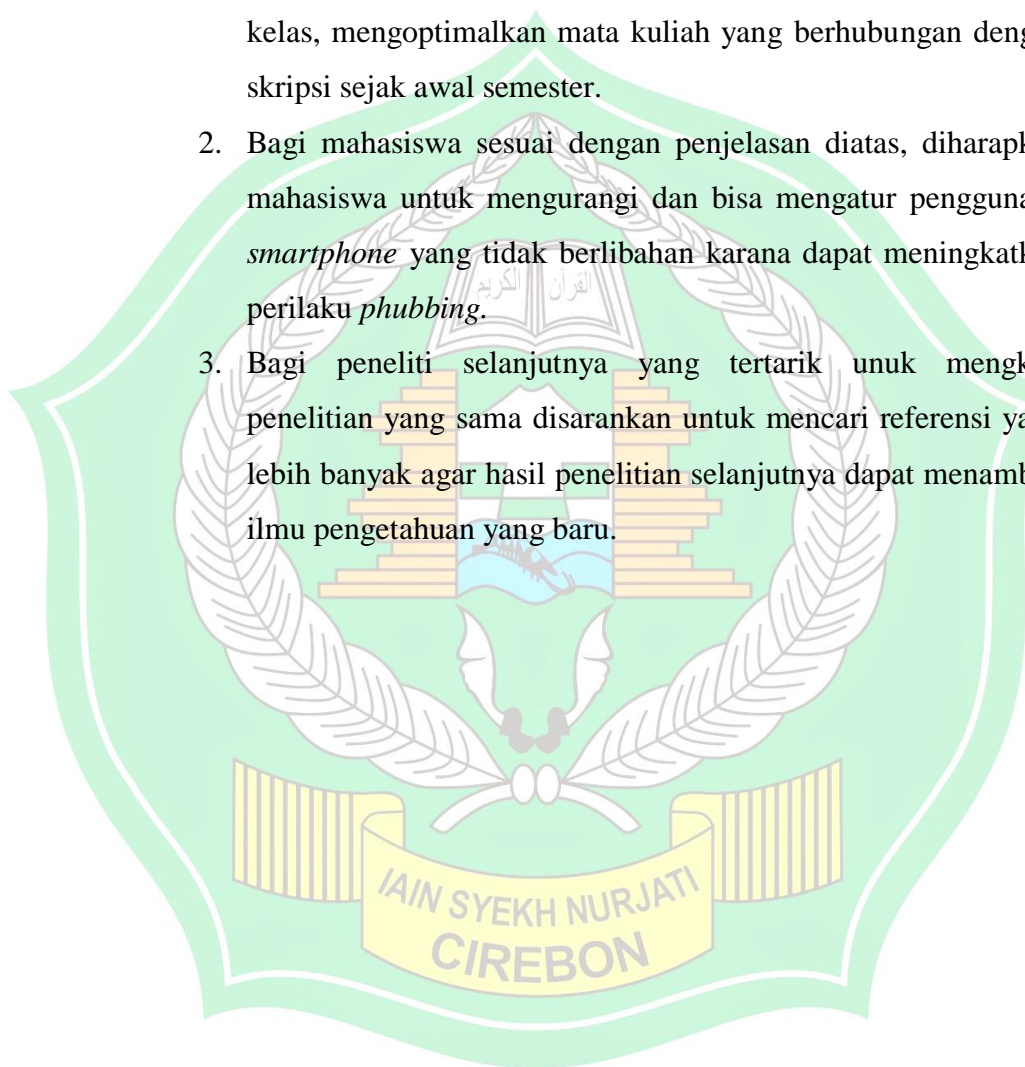 kelas, mengoptimalkan mata kuliah yang berhubungan deng
skripsi sejak awal semester.
2. Bagi mahasiswa sesuai dengan penjelasan diatas, diharapk
mahasiswa untuk mengurangi dan bisa mengatur pengguna
smartphone yang tidak berlibahan karana dapat meningkatk
perilaku phubbing.
القرآن الكريم
3. Bagi peneliti selanjutnya yang tertarik unuk mengk
penelitian yang sama disarankan untuk mencari referensi ya
lebih banyak agar hasil penelitian selanjutnya dapat menamb
ilmu pengetahuan yang baru.
IAIN SYEKH NURJATI
CIREBON